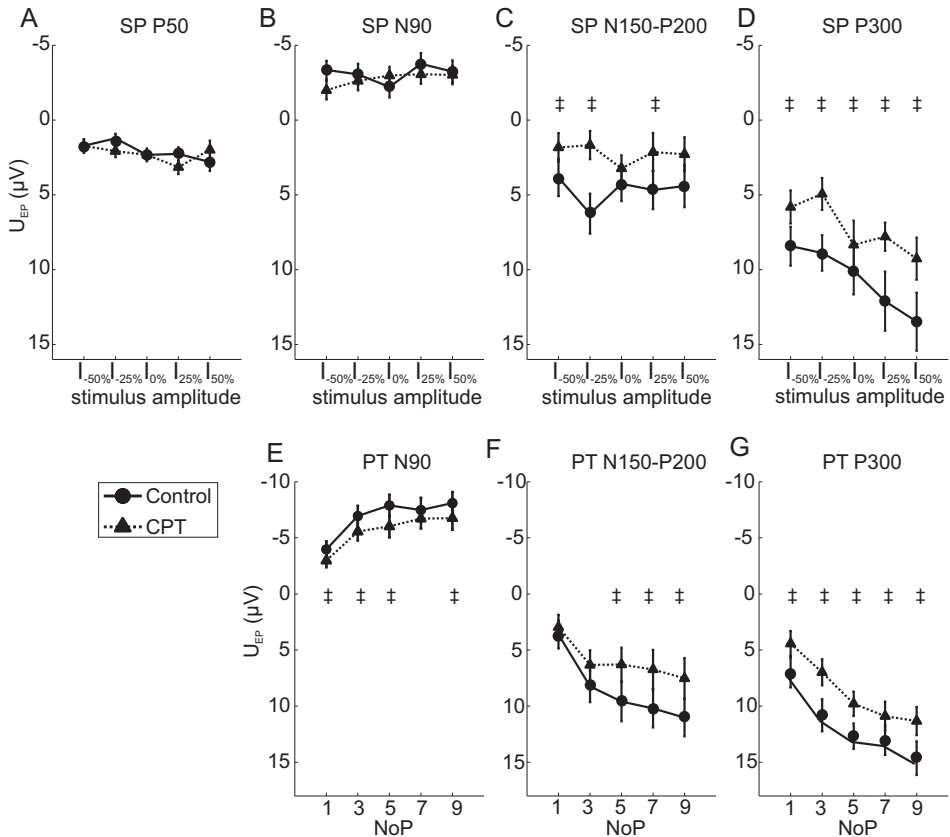 A
SP P50
B
SP N90
C
SP N150-P200
D
SP P300
-5
0
5
10
15
U_EP (µV)
-5
0
5
10
15
-5
0
5
10
15
-5
0
5
10
15
‡ ‡ ‡
‡ ‡ ‡ ‡ ‡
I-50% I-25% I0% I25% I50%
stimulus amplitude
I-50% I-25% I0% I25% I50%
stimulus amplitude
I-50% I-25% I0% I25% I50%
stimulus amplitude
I-50% I-25% I0% I25% I50%
stimulus amplitude
Control
CPT
E
PT N90
F
PT N150-P200
G
PT P300
-10
-5
0
5
10
15
U_EP (µV)
-10
-5
0
5
10
15
-10
-5
0
5
10
15
‡ ‡ ‡ ‡
‡ ‡ ‡
‡ ‡ ‡ ‡ ‡
1 3 5 7 9
NoP
1 3 5 7 9
NoP
1 3 5 7 9
NoP